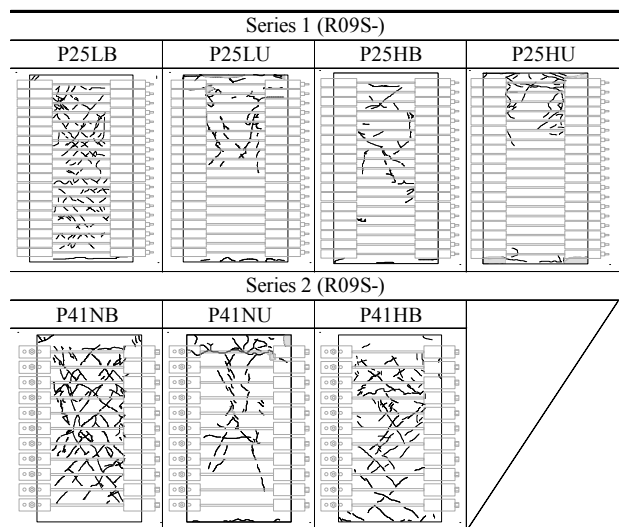 Series 1 (R09S-)
P25LB P25LU P25HB P25HU
Series 2 (R09S-)
P41NB P41NU P41HB